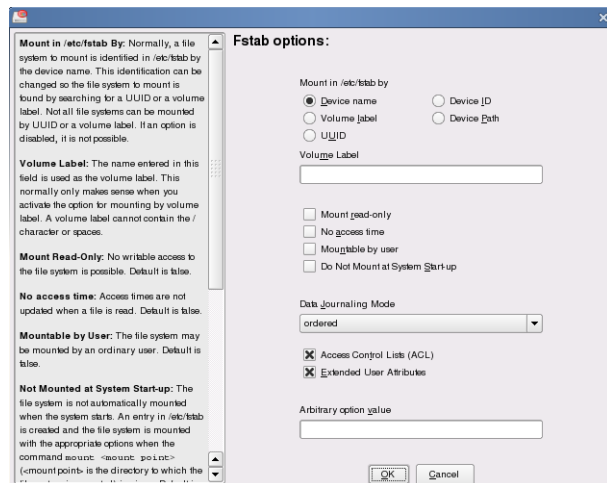 Mount in /etc/fstab By: Normally, a file
system to mount is identified in /etc/fstab by
the device name. This identification can be
changed so the file system to mount is
found by searching for a UUID or a volume
label. Not all file systems can be mounted
by UUID or a volume label. If an option is
disabled, it is not possible.
Volume Label: The name entered in this
field is used as the volume label. This
normally only makes sense when you
activate the option for mounting by volume
label. A volume label cannot contain the /
character or spaces.
Mount Read-Only: No writable access to
the file system is possible. Default is false.
No access time: Access times are not
updated when a file is read. Default is false.
Mountable by User: The file system may
be mounted by an ordinary user. Default is
false.
Not Mounted at System Start-up: The
file system is not automatically mounted
when the system starts. An entry in /etc/fstab
is created and the file system is mounted
with the appropriate options when the
command mount <mount point>
(<mount point> is the directory to which the
Fstab options:
Mount in /etc/fstab by
Device name
Device ID
Volume label
Device Path
UUID
Volume Label
Mount read-only
No access time
Mountable by user
Do Not Mount at System Start-up
Data Journaling Mode
ordered
Access Control Lists (ACL)
Extended User Attributes
Arbitrary option value
OK
Cancel